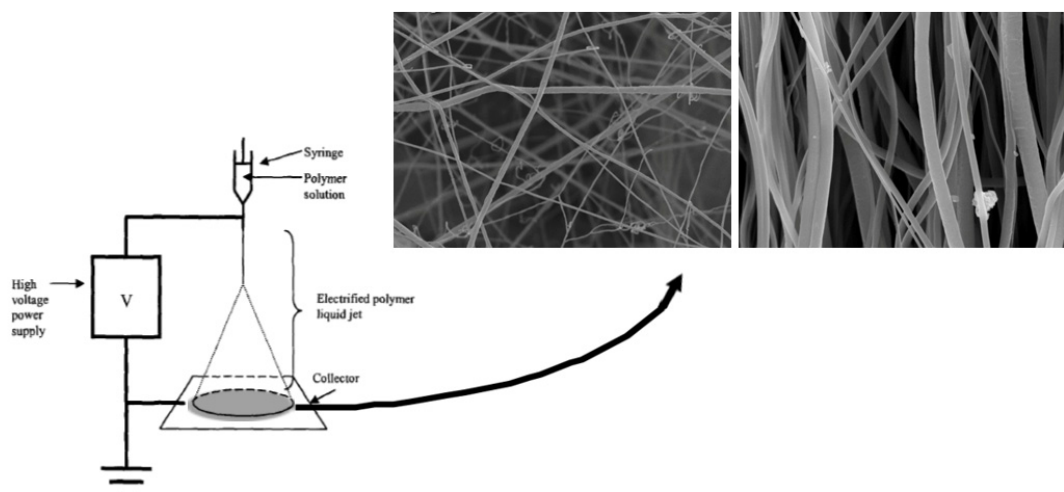 Syringe
Polymer
solution
High
voltage
power
supply
V
Electrified polymer
liquid jet
Collector